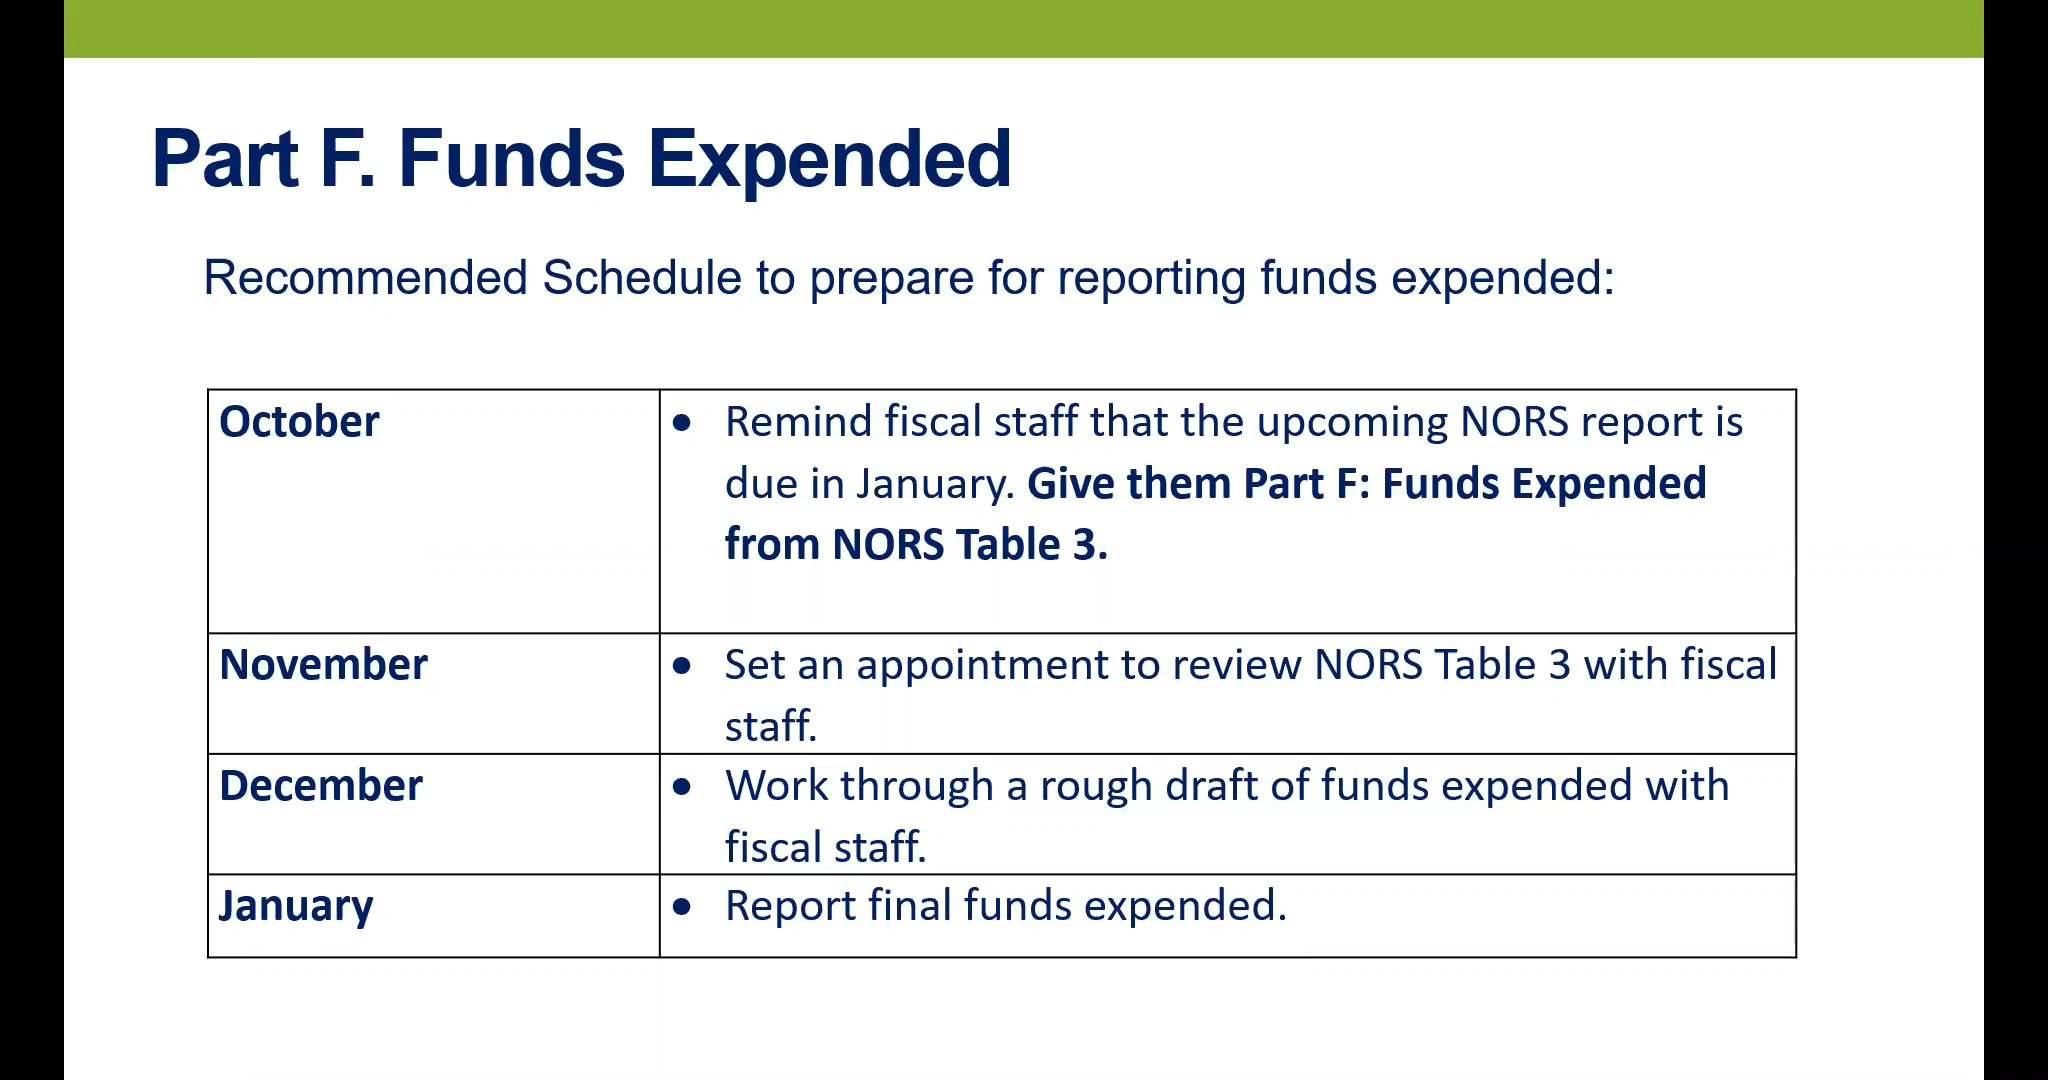 Part F. Funds Expended
Recommended Schedule to prepare for reporting funds expended:
October
● Remind fiscal staff that the upcoming NORS report is
due in January. Give them Part F: Funds Expended
from NORS Table 3.
November
● Set an appointment to review NORS Table 3 with fiscal
staff.
December
● Work through a rough draft of funds expended with
fiscal staff.
January
● Report final funds expended.